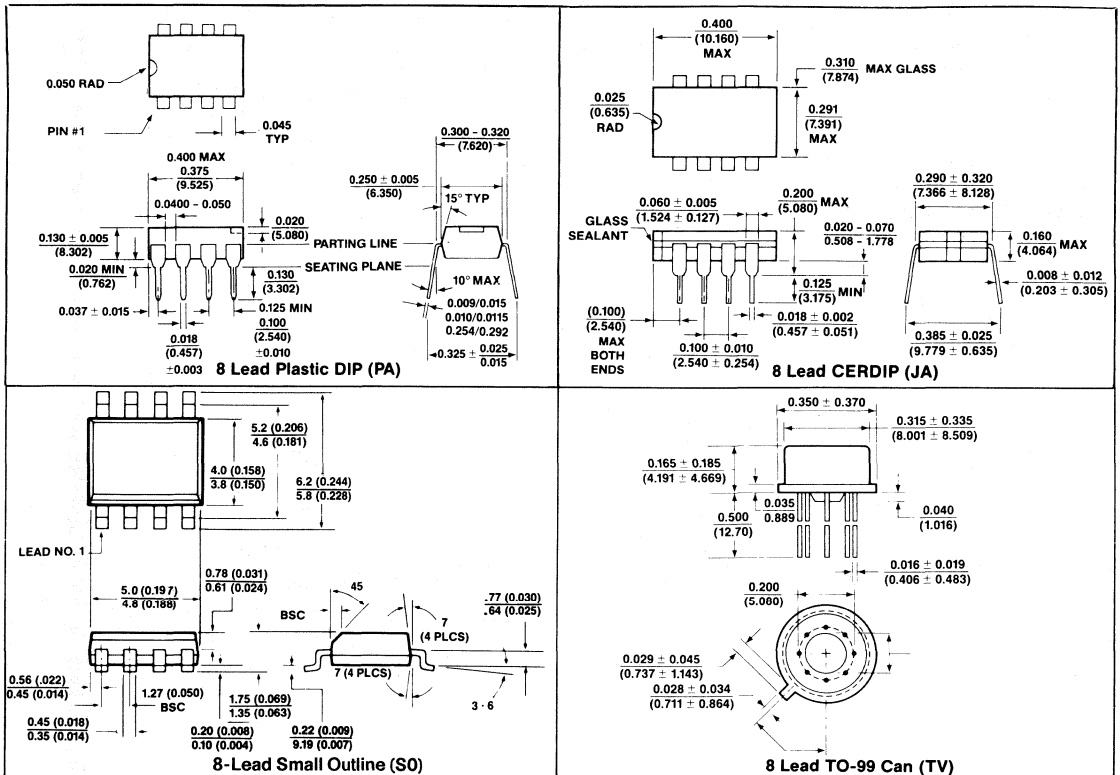 0.050 RAD
PIN #1
0.045
TYP
0.400 MAX
0.375
(9.525)
0.0400 - 0.050
0.130 ± 0.005
(8.302)
0.020 MIN
(0.762)
0.037 ± 0.015
0.018
(0.457)
±0.003
0.020
(5.080)
PARTING LINE
SEATING PLANE
0.130
(3.302)
0.125 MIN
0.100
(2.540)
±0.010
0.300 - 0.320
(7.620)
0.250 ± 0.005
(6.350)
15° TYP
10° MAX
0.009/0.015
0.010/0.0115
0.254/0.292
0.325 ± 0.025
0.015
8 Lead Plastic DIP (PA)
0.400
(10.160)
MAX
0.310
(7.874)
MAX GLASS
0.025
(0.635)
RAD
0.291
(7.391)
MAX
0.060 ± 0.005
(1.524 ± 0.127)
0.200
(5.080)
MAX
GLASS
SEALANT
0.020 - 0.070
0.508 - 1.778
0.125
(3.175)
MIN
(0.100)
(2.540)
MAX
BOTH
ENDS
0.018 ± 0.002
(0.457 ± 0.051)
0.100 ± 0.010
(2.540 ± 0.254)
0.290 ± 0.320
(7.366 ± 8.128)
0.160
(4.064)
MAX
0.008 ± 0.012
(0.203 ± 0.305)
0.385 ± 0.025
(9.779 ± 0.635)
8 Lead CERDIP (JA)
5.2 (0.206)
4.6 (0.181)
4.0 (0.158)
3.8 (0.150)
6.2 (0.244)
5.8 (0.228)
LEAD NO. 1
5.0 (0.197)
4.8 (0.188)
0.78 (0.031)
0.61 (0.024)
BSC
45
7
(4 PLCS)
.77 (0.030)
.64 (0.025)
7 (4 PLCS)
3 - 6
0.56 (.022)
0.45 (0.014)
1.27 (0.050)
BSC
1.75 (0.069)
1.35 (0.063)
0.45 (0.018)
0.35 (0.014)
0.20 (0.008)
0.10 (0.004)
0.22 (0.009)
9.19 (0.007)
8-Lead Small Outline (S0)
0.350 ± 0.370
0.315 ± 0.335
(8.001 ± 8.509)
0.165 ± 0.185
(4.191 ± 4.669)
0.035
0.889
0.500
(12.70)
0.040
(1.016)
0.016 ± 0.019
(0.406 ± 0.483)
0.200
(5.080)
0.029 ± 0.045
(0.737 ± 1.143)
0.028 ± 0.034
(0.711 ± 0.864)
8 Lead TO-99 Can (TV)